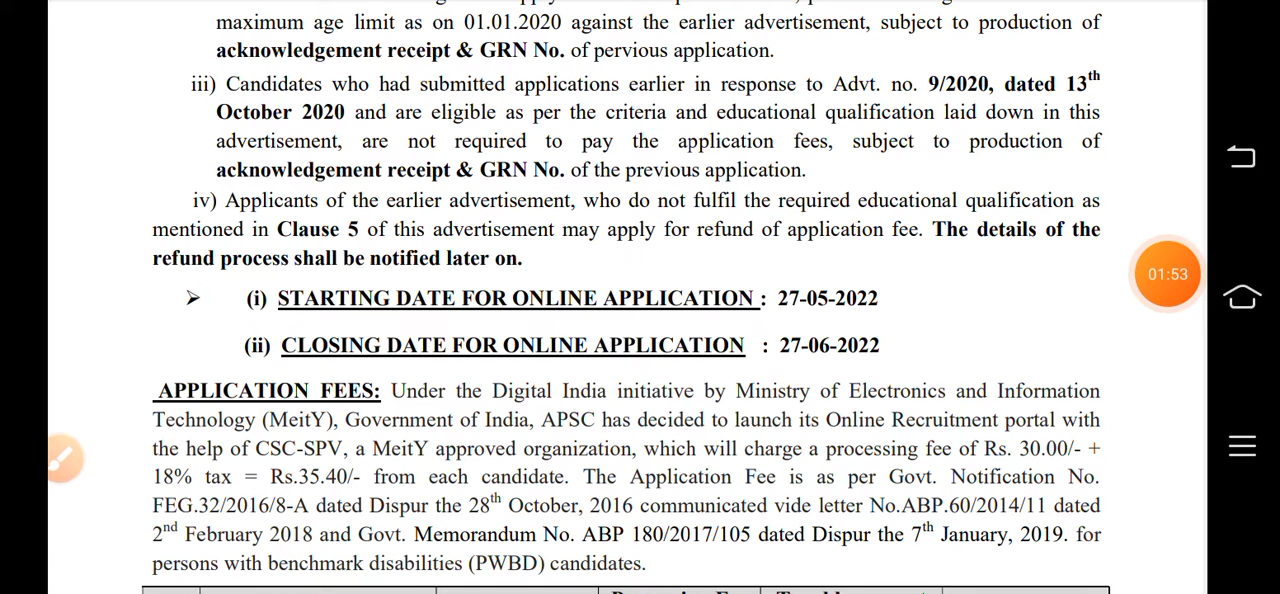 maximum age limit as on 01.01.2020 against the earlier advertisement, subject to production of
acknowledgement receipt & GRN No. of pervious application.
iii) Candidates who had submitted applications earlier in response to Advt. no. 9/2020, dated 13th
October 2020 and are eligible as per the criteria and educational qualification laid down in this
advertisement, are not required to pay the application fees, subject to production of
acknowledgement receipt & GRN No. of the previous application.
iv) Applicants of the earlier advertisement, who do not fulfil the required educational qualification as
mentioned in Clause 5 of this advertisement may apply for refund of application fee. The details of the
refund process shall be notified later on.
➢ (i) STARTING DATE FOR ONLINE APPLICATION : 27-05-2022
(ii) CLOSING DATE FOR ONLINE APPLICATION : 27-06-2022
01:53
APPLICATION FEES: Under the Digital India initiative by Ministry of Electronics and Information
Technology (MeitY), Government of India, APSC has decided to launch its Online Recruitment portal with
the help of CSC-SPV, a MeitY approved organization, which will charge a processing fee of Rs. 30.00/- +
18% tax = Rs.35.40/- from each candidate. The Application Fee is as per Govt. Notification No.
FEG.32/2016/8-A dated Dispur the 28th October, 2016 communicated vide letter No.ABP.60/2014/11 dated
2nd February 2018 and Govt. Memorandum No. ABP 180/2017/105 dated Dispur the 7th January, 2019. for
persons with benchmark disabilities (PWBD) candidates.